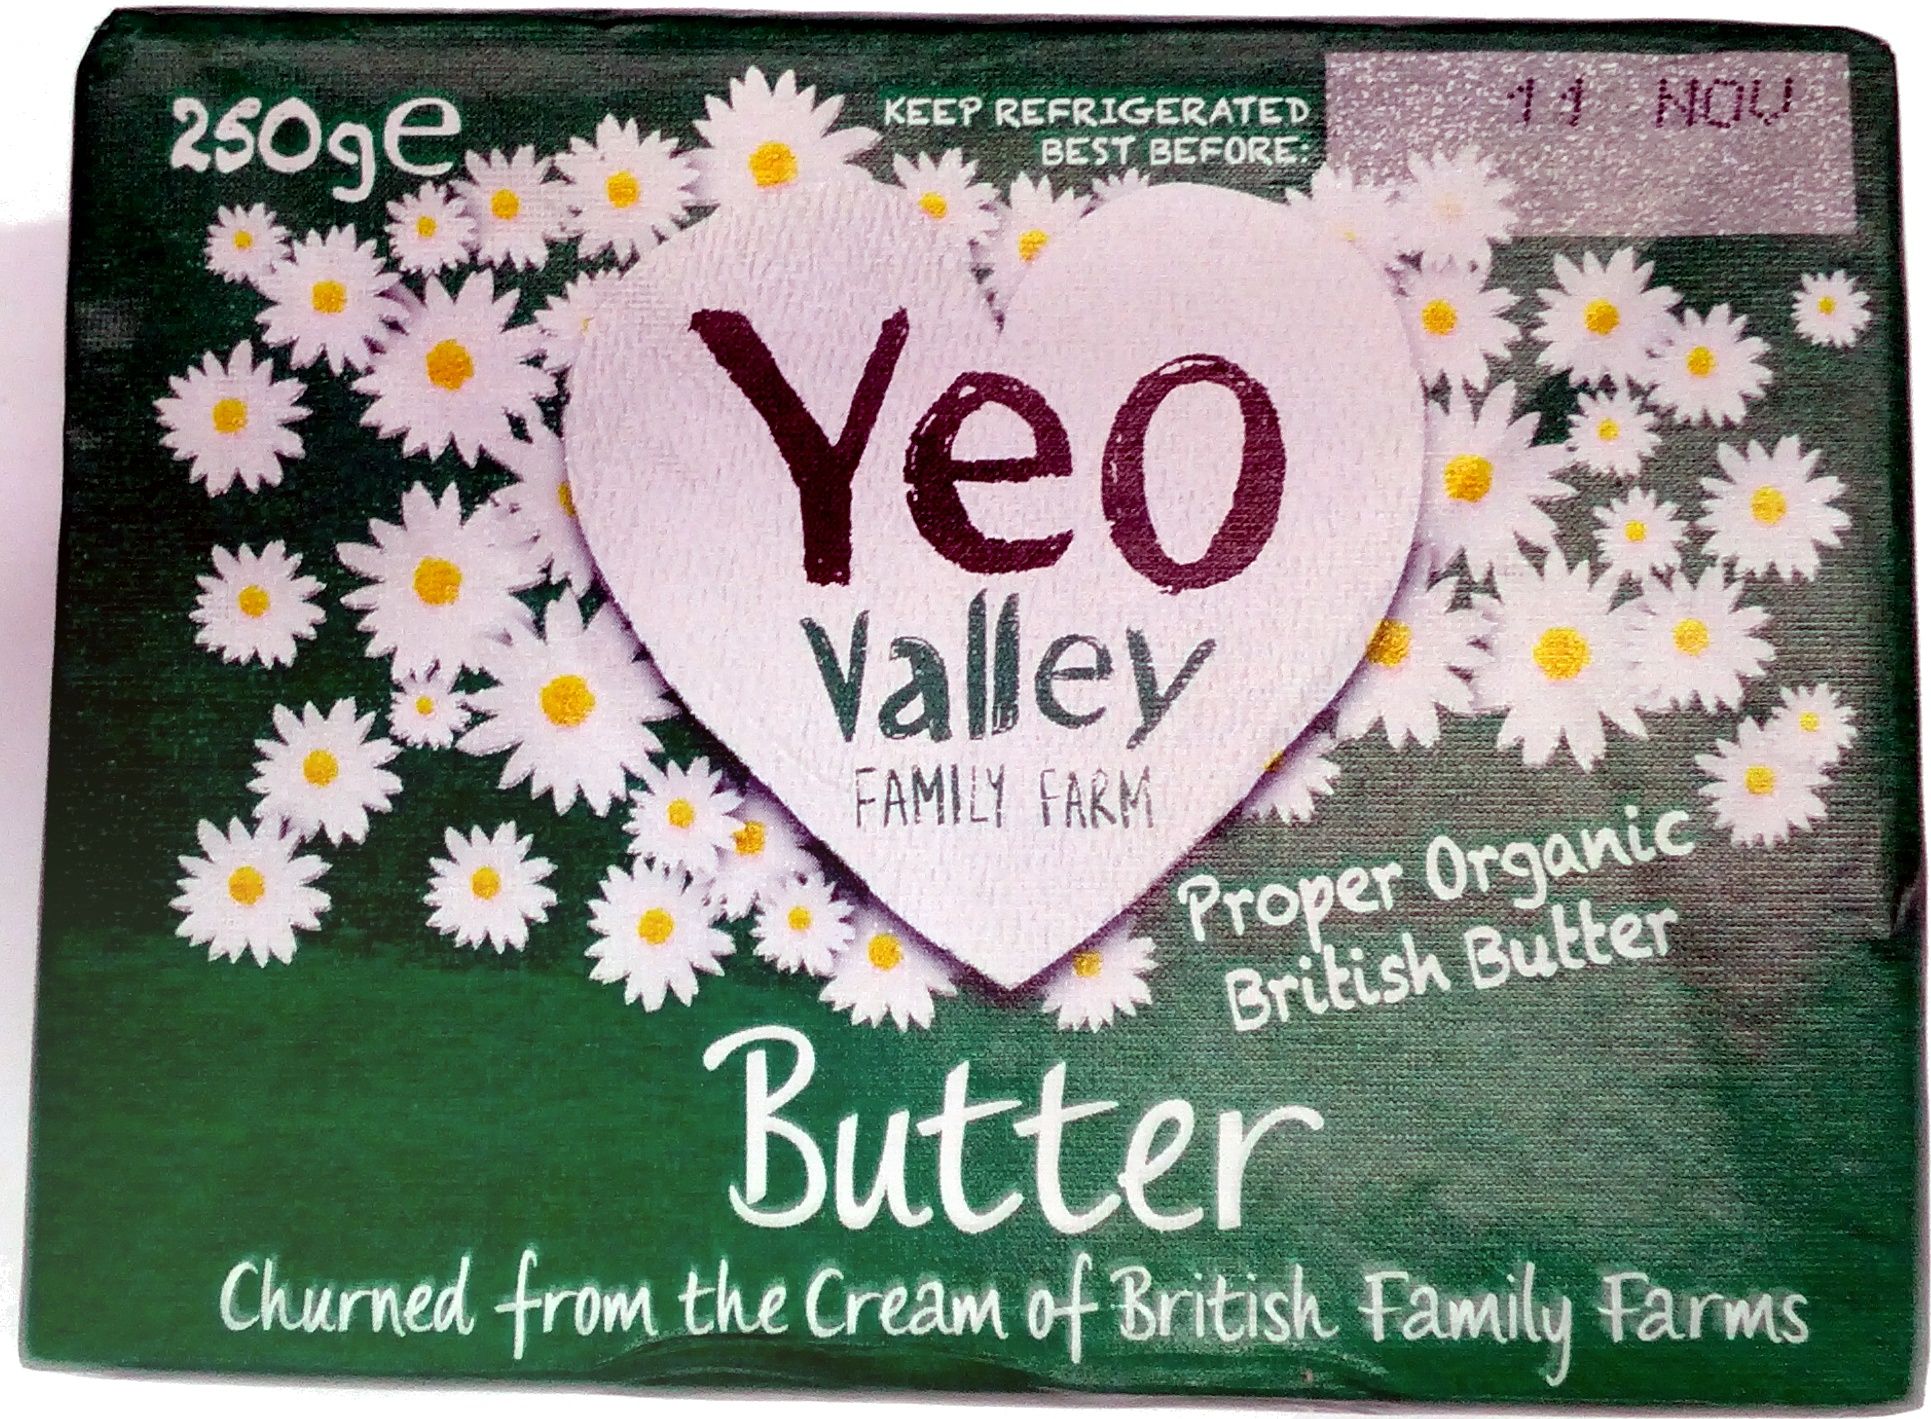 250g℮
KEEP REFRIGERATED
BEST BEFORE:
11 NOV
Yeo
Valley
FAMILY FARM
Proper Organic
British Butter
Butter
Churned from the Cream of British Family Farms